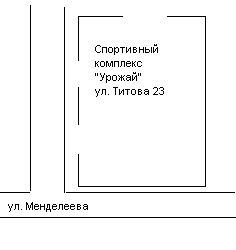 Спортивный
комплекс
"Урожай"
ул. Титова 23
ул. Менделеева